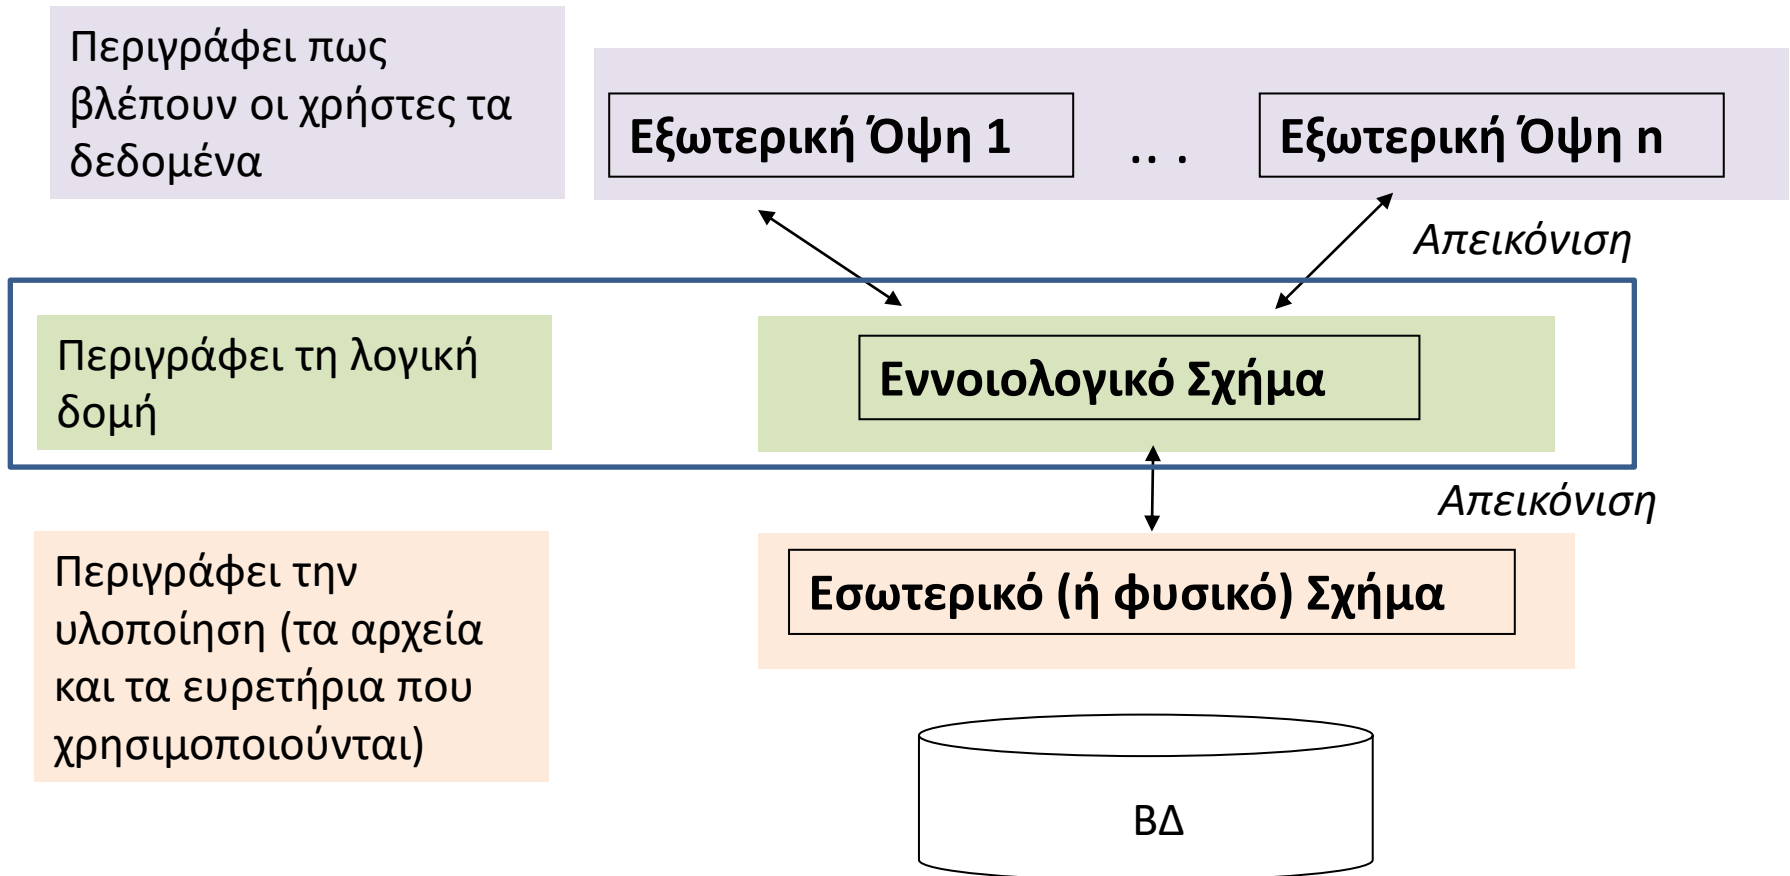 Περιγράφει πως
βλέπουν οι χρήστες τα
δεδομένα
Εξωτερική Όψη 1
.. .
Εξωτερική Όψη n
Απεικόνιση
Περιγράφει τη λογική
δομή
Εννοιολογικό Σχήμα
Απεικόνιση
Περιγράφει την
υλοποίηση (τα αρχεία
και τα ευρετήρια που
χρησιμοποιούνται)
Εσωτερικό (ή φυσικό) Σχήμα
ΒΔ